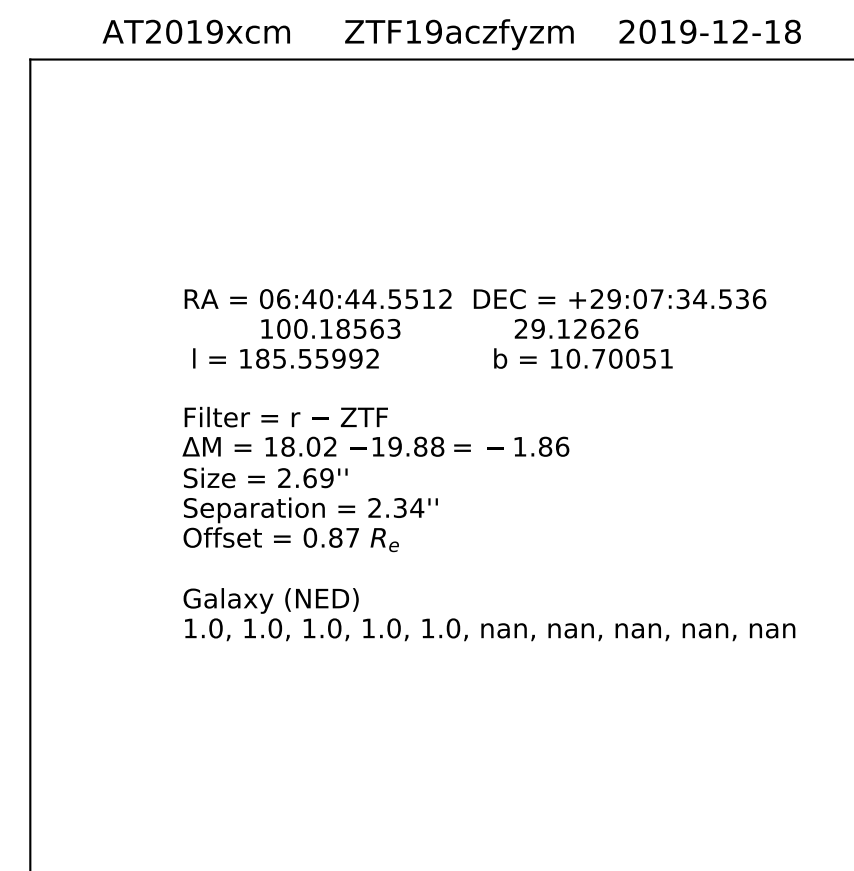 AT2019xcm ZTF19aczfyzm 2019-12-18
RA = 06:40:44.5512 DEC = +29:07:34.536
100.18563 29.12626
l = 185.55992 b = 10.70051
Filter = r − ZTF
ΔM = 18.02 −19.88 = − 1.86
Size = 2.69''
Separation = 2.34''
Offset = 0.87 Re
Galaxy (NED)
1.0, 1.0, 1.0, 1.0, 1.0, nan, nan, nan, nan, nan